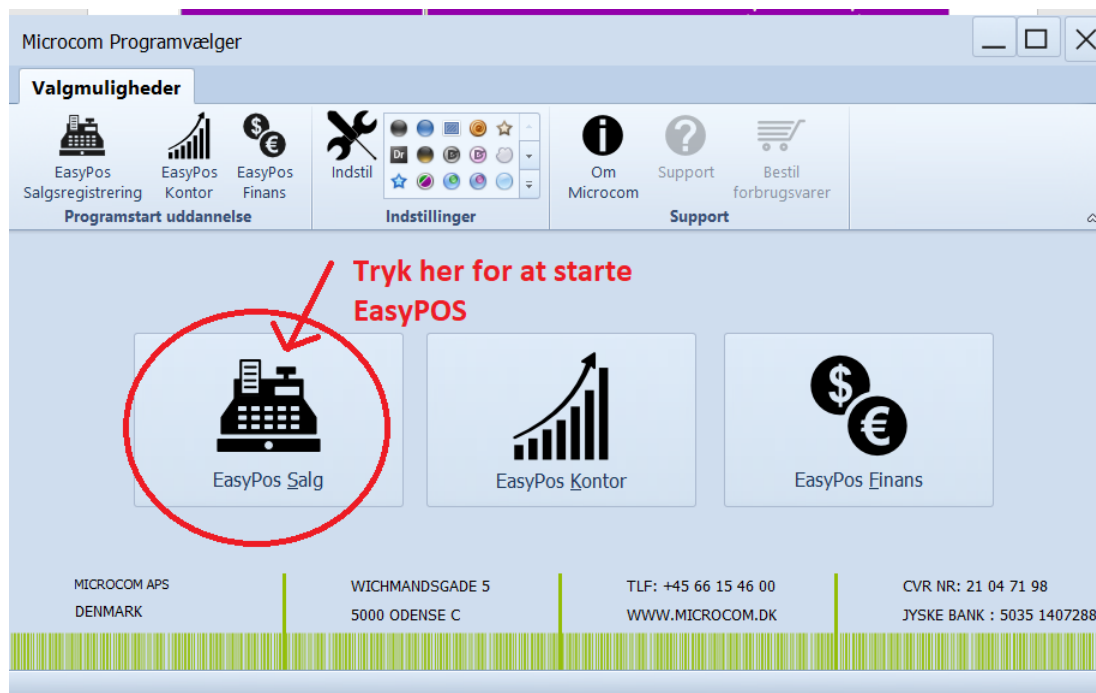 Microcom Programvælger
Valgmuligheder
EasyPos
Salgsregistrering
EasyPos
Kontor
EasyPos
Finans
Programstart uddannelse
Indstil
Dr
Indstillinger
Om
Microcom
Support
Bestil
forbrugsvarer
Support
Tryk her for at starte
EasyPOS
EasyPos Salg
EasyPos Kontor
EasyPos Finans
MICROCOM APS
DENMARK
WICHMANDSGADE 5
5000 ODENSE C
TLF: +45 66 15 46 00
WWW.MICROCOM.DK
CVR NR: 21 04 71 98
JYSKE BANK : 5035 1407288